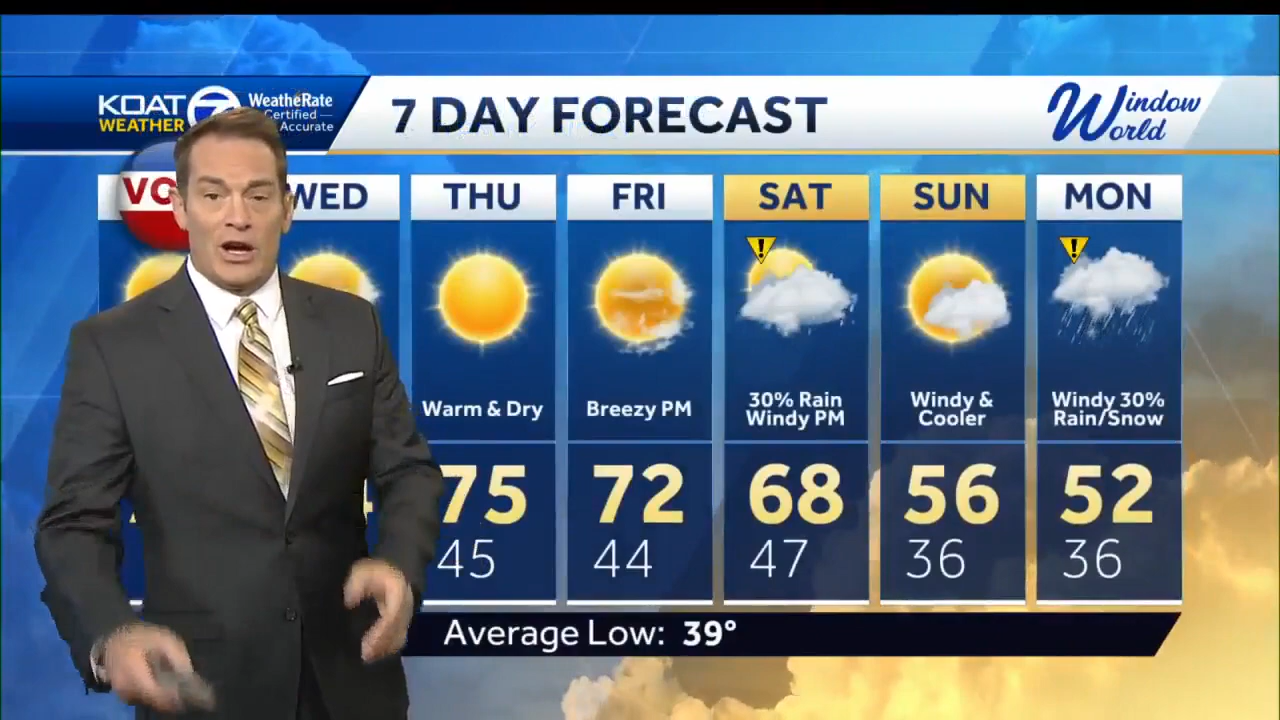 KOAT 7
WEATHER
WeatheRate
Certified
Accurate
7 DAY FORECAST
Window
World
WED
THU
FRI
SAT
SUN
MON
Warm & Dry
Breezy PM
30% Rain
Windy PM
Windy &
Cooler
Windy 30%
Rain/Snow
75
72
68
56
52
45
44
47
36
36
Average Low: 39°